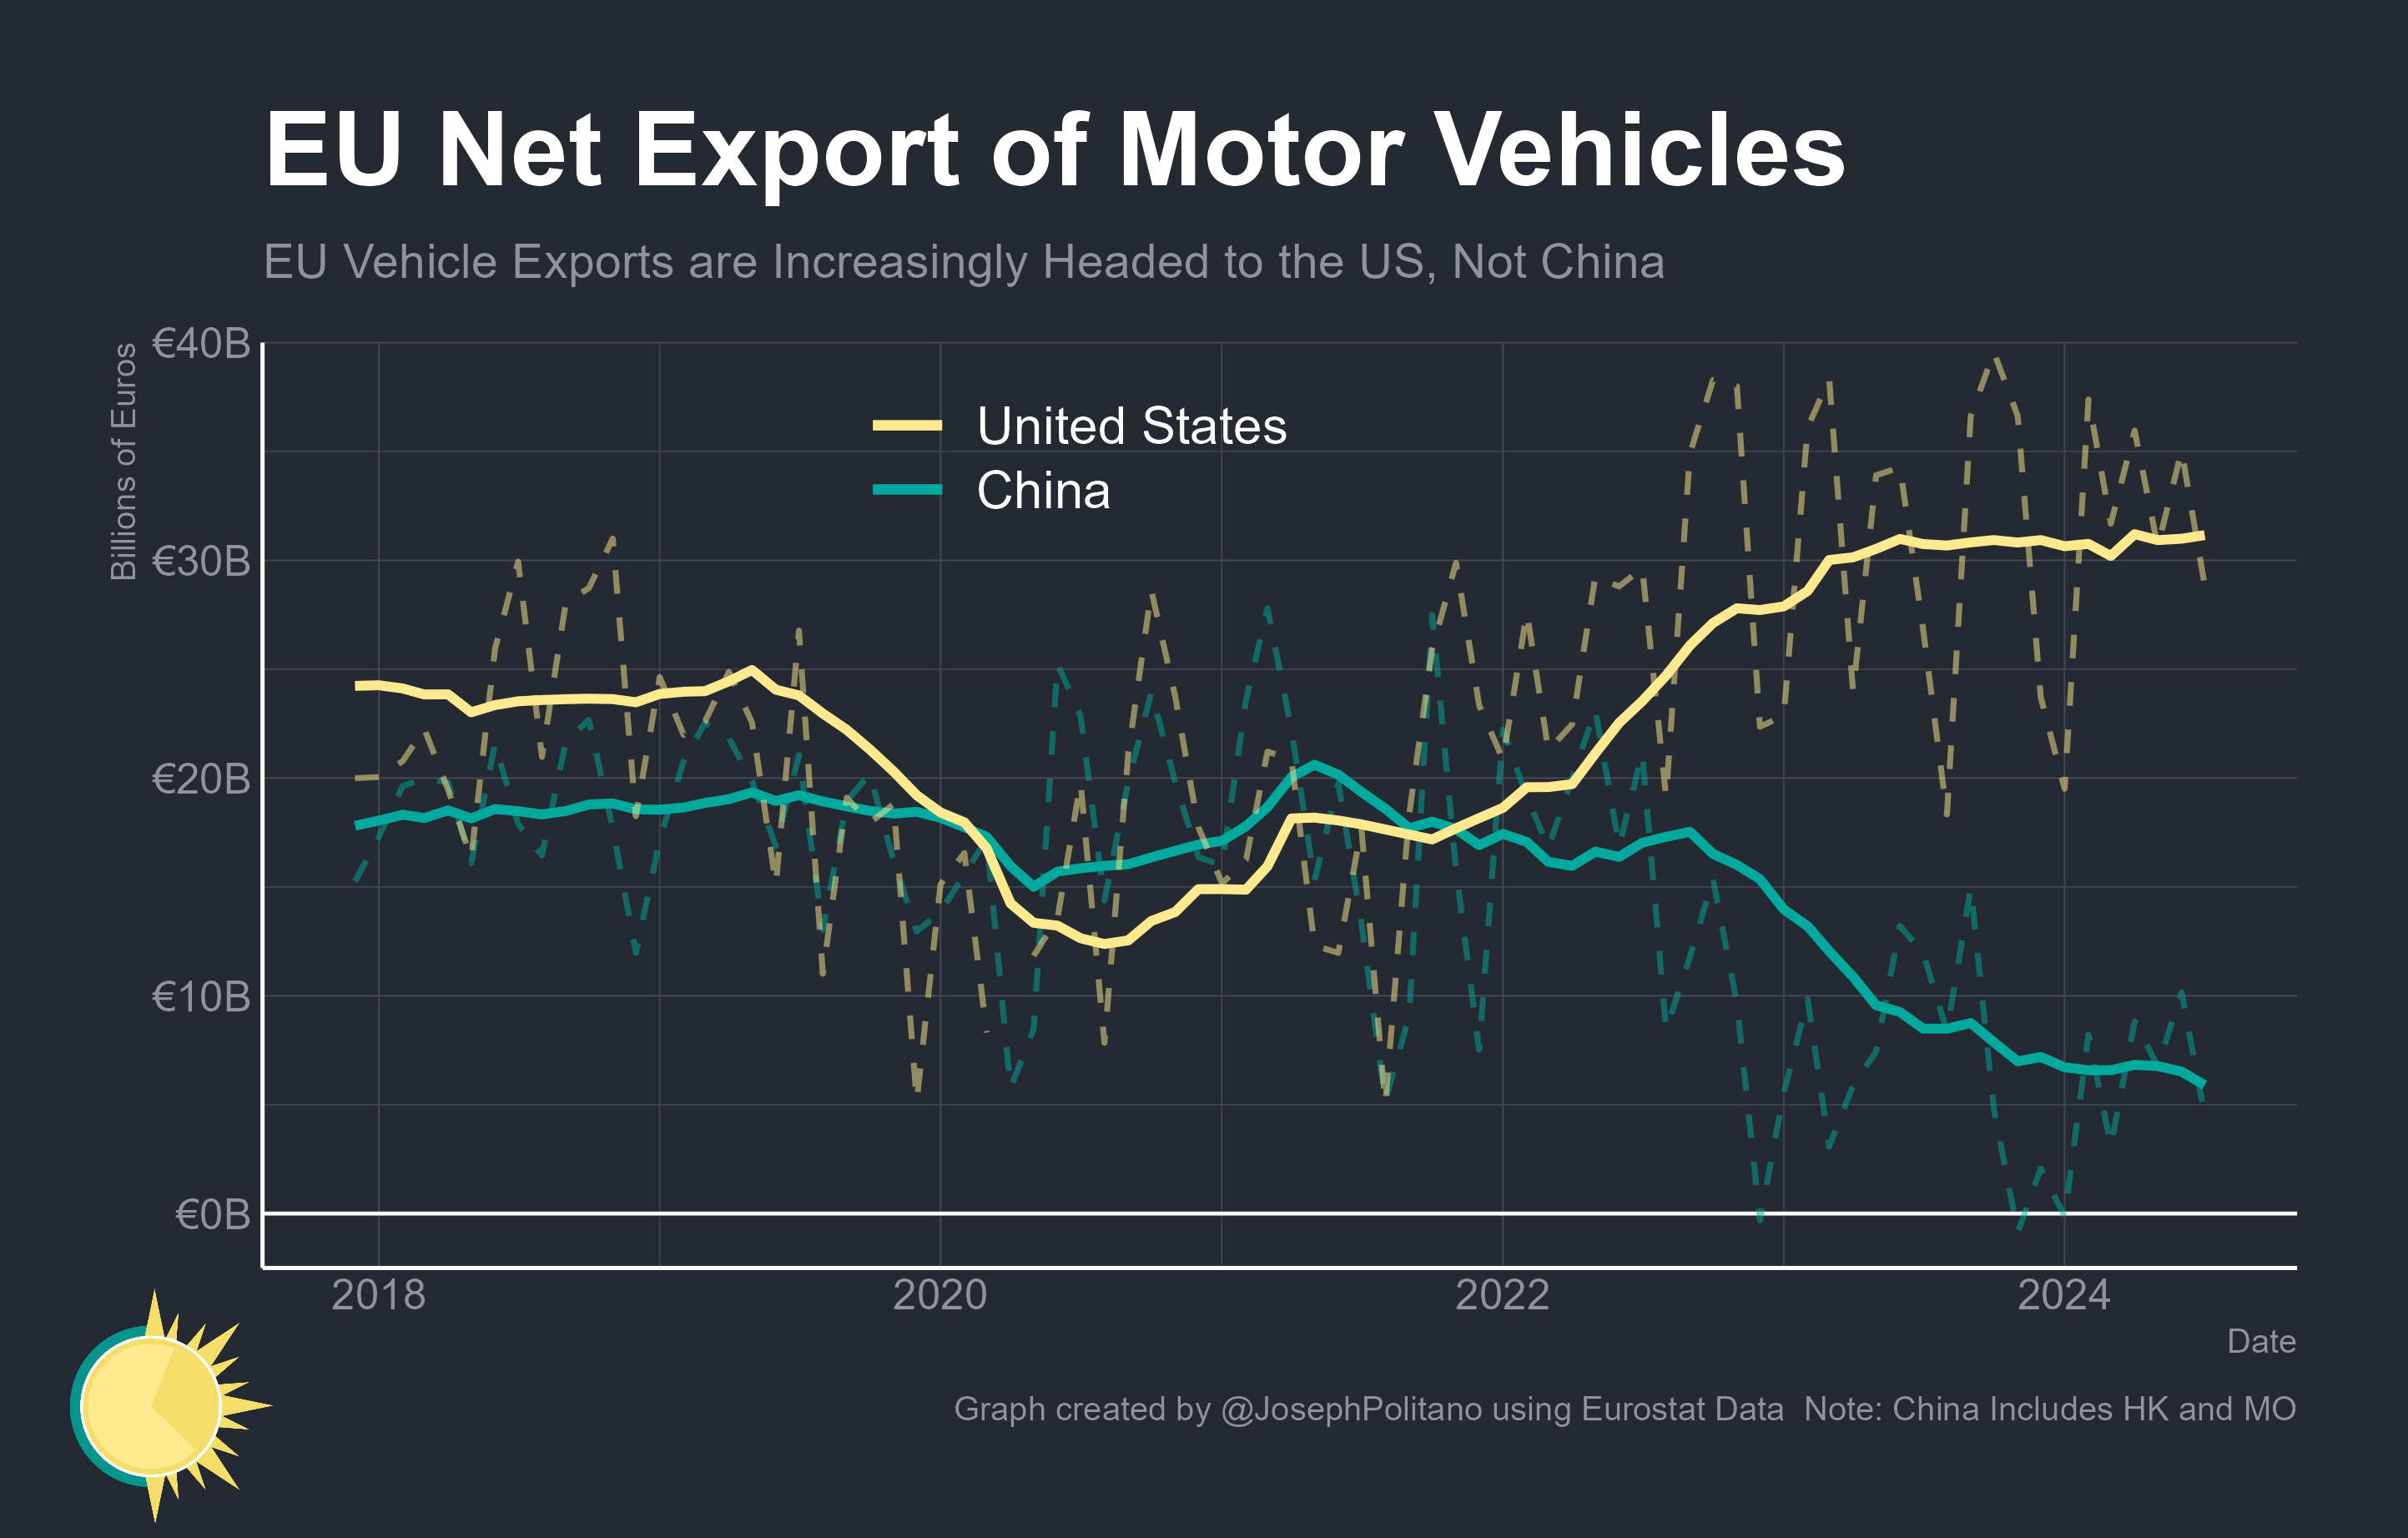 EU Net Export of Motor Vehicles
EU Vehicle Exports are Increasingly Headed to the US, Not China
Billions of Euros
€40B
€30B
€20B
€10B
€0B
United States
China
2018
2020
2022
2024
Date
Graph created by @JosephPolitano using Eurostat Data  Note: China Includes HK and MO